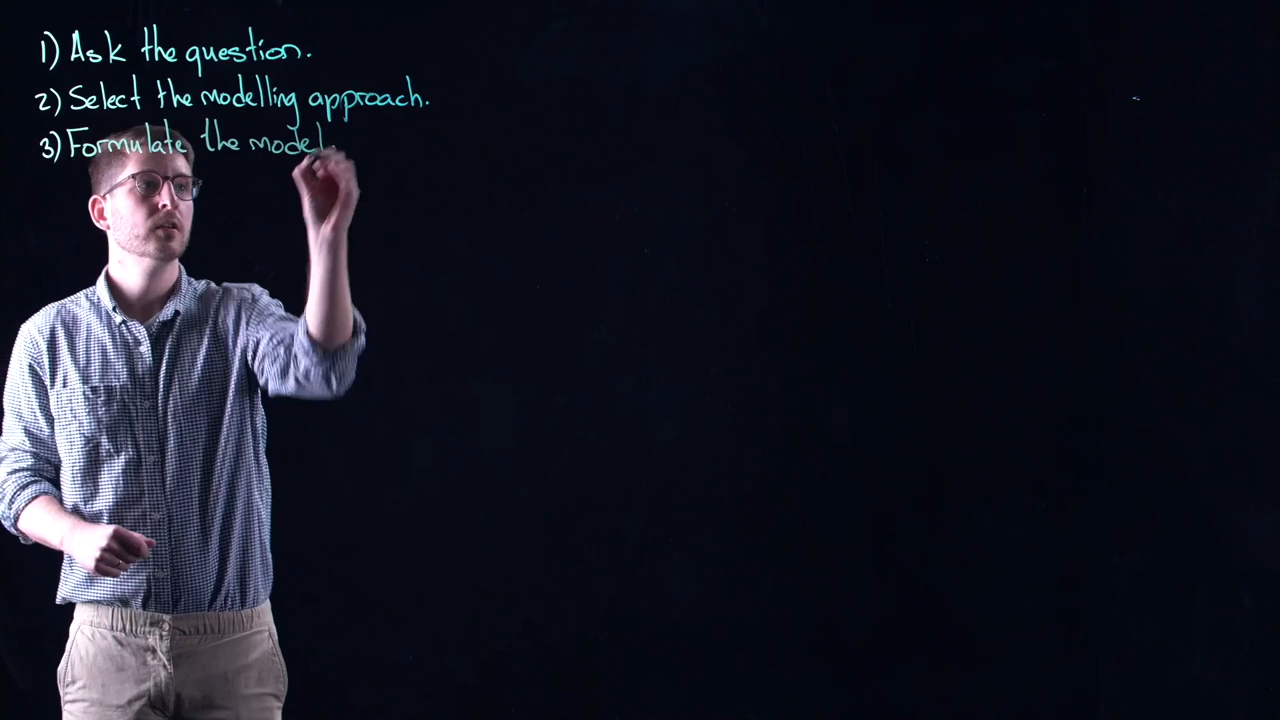 1) Ask the question.
2) Select the modelling approach.
3) Formulate the model.